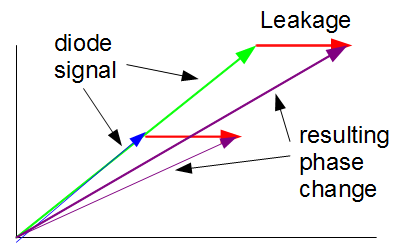 Leakage
diode
signal
resulting
phase
change